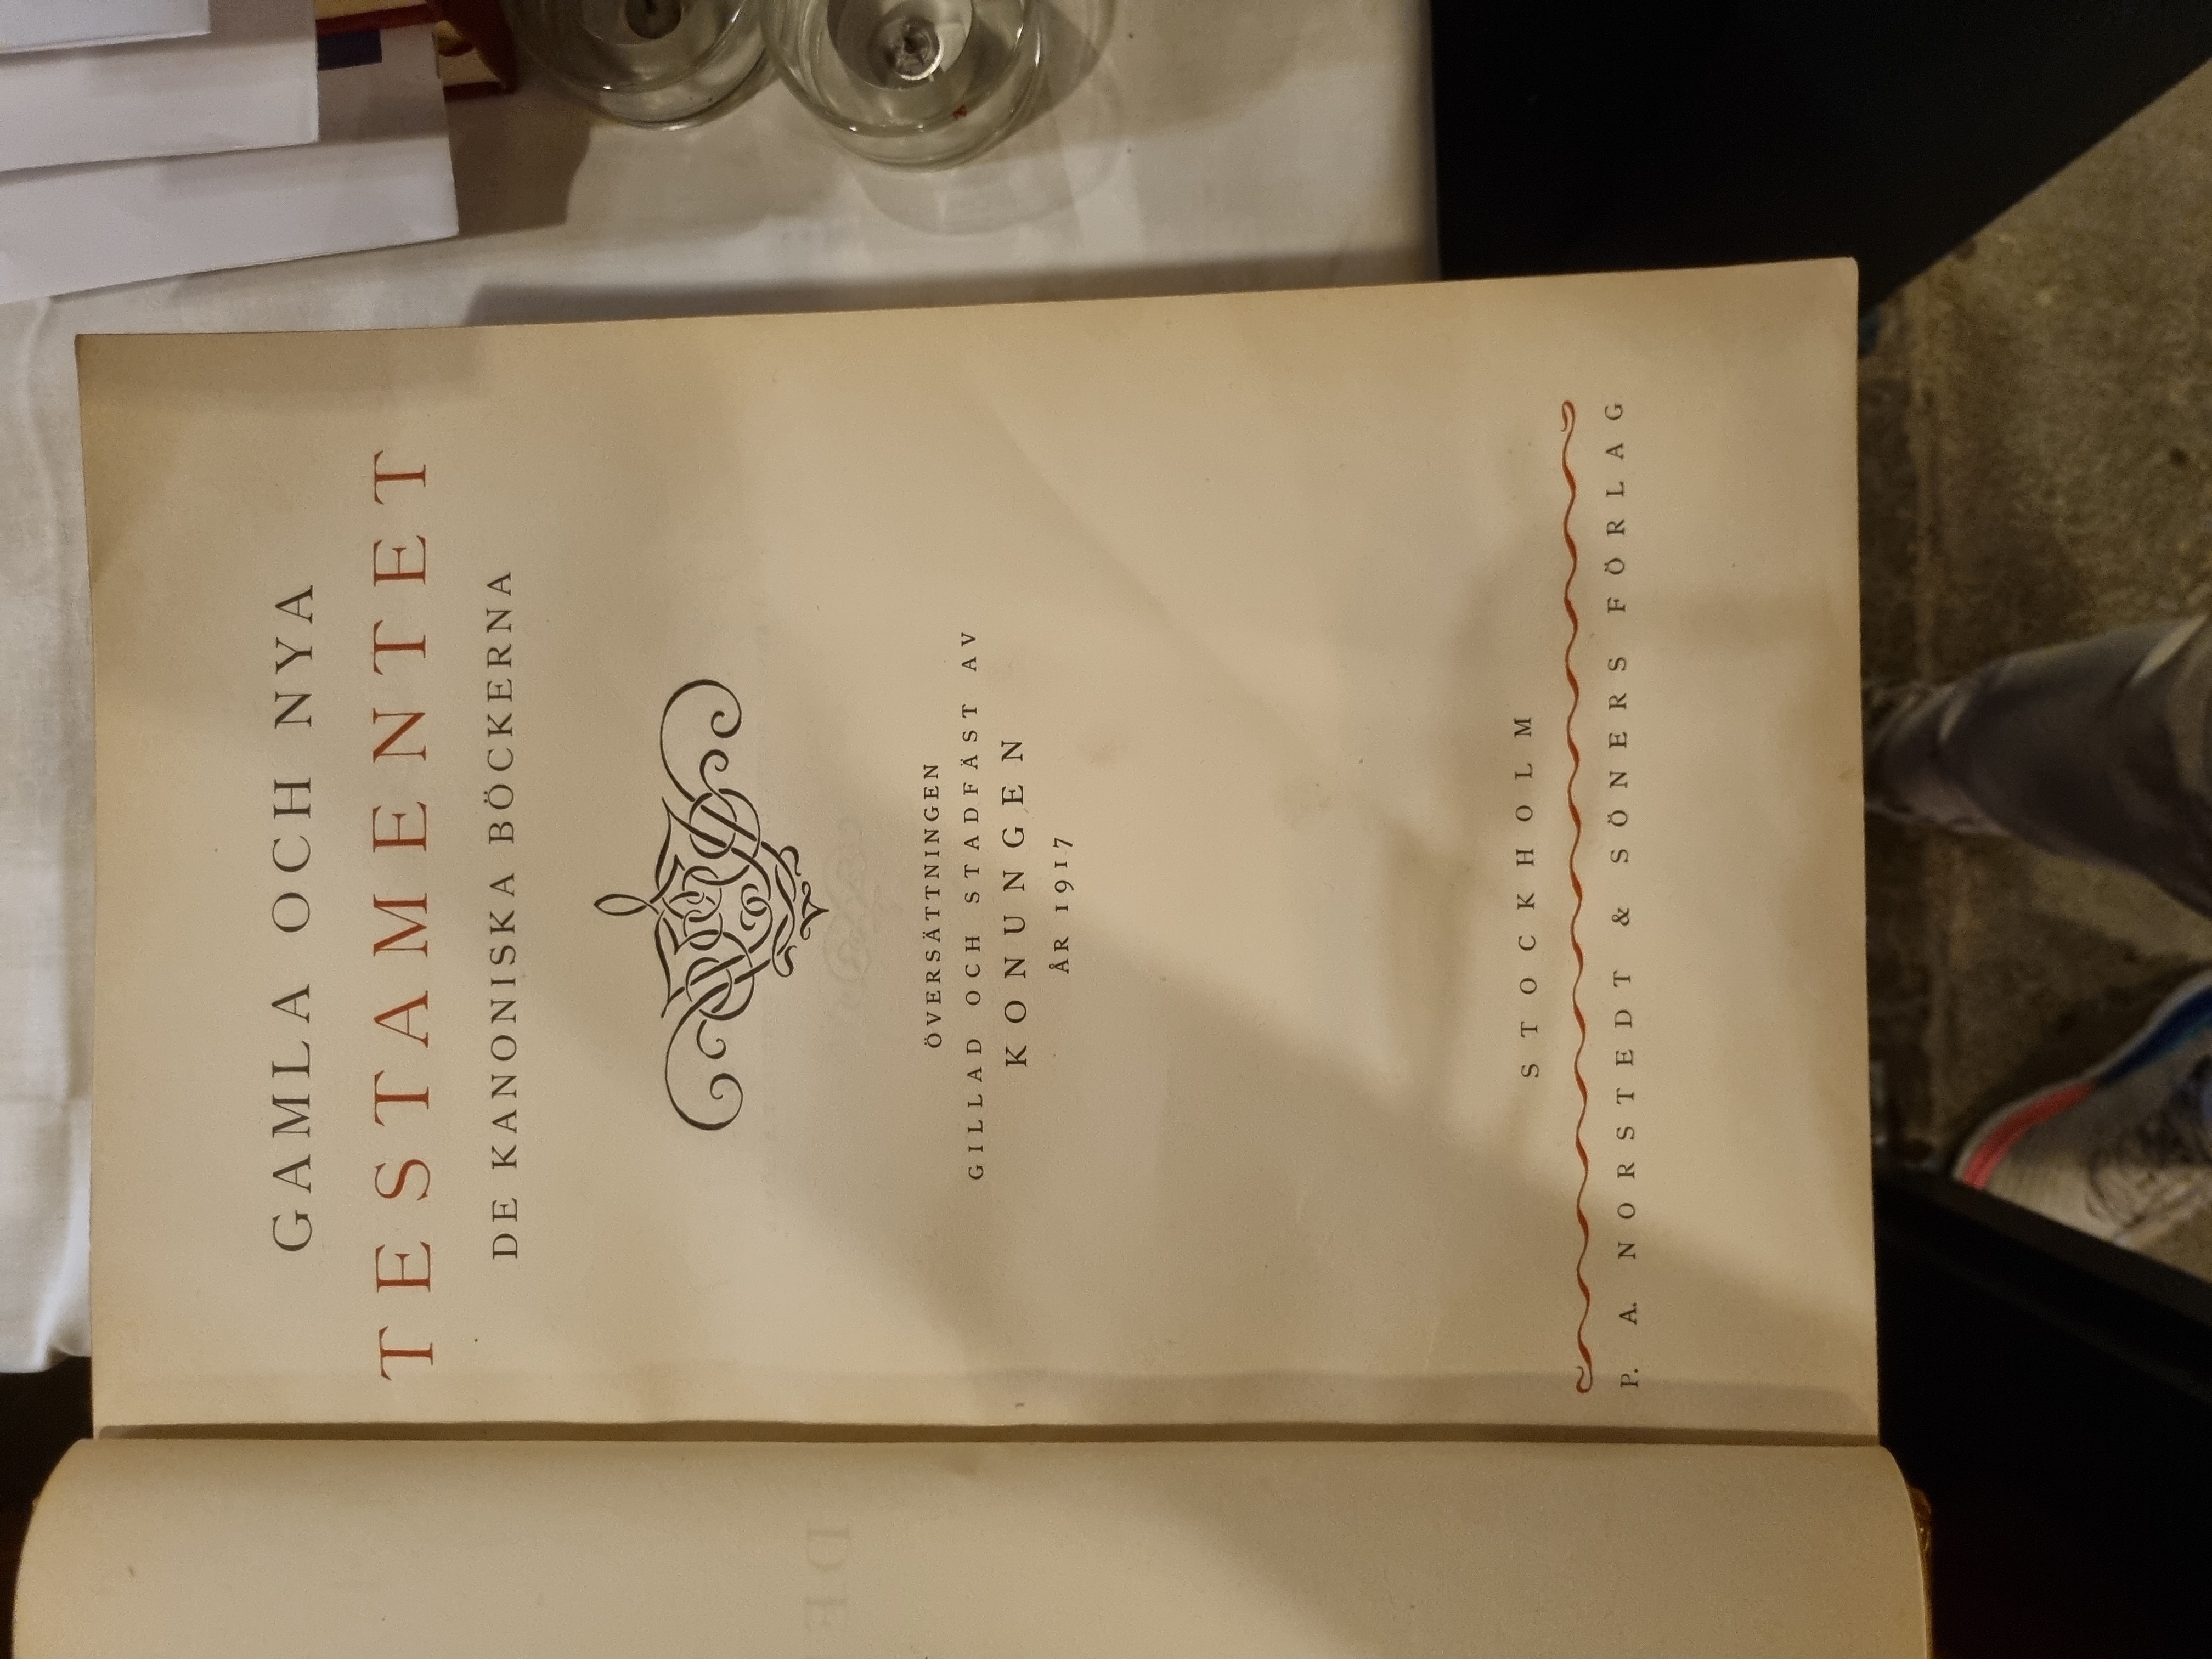 GAMLA OCH NYA
TESTAMENTET
DE KANONISKA BÖCKERNA
ÖVERSÄTTNINGEN
GILLAD OCH STADFÄST AV
KONUNGEN
ÅR 1917
STOCKHOLM
P. A. NORSTEDT & SÖNERS FÖRLAG